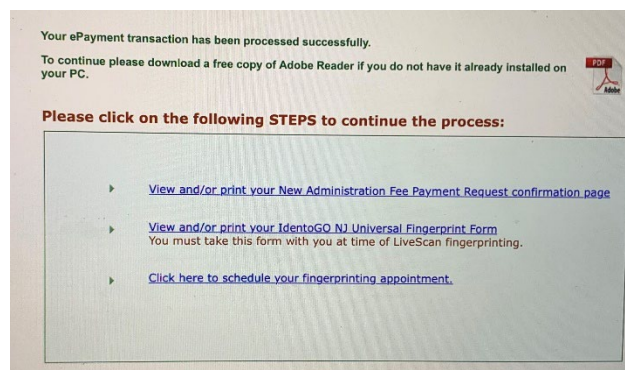 Your ePayment transaction has been processed successfully.
To continue please download a free copy of Adobe Reader if you do not have it already installed on
your PC.
PDF
Adobe
Please click on the following STEPS to continue the process:
View and/or print your New Administration Fee Payment Request confirmation page
View and/or print your IdentoGO NJ Universal Fingerprint Form
You must take this form with you at time of LiveScan fingerprinting.
Click here to schedule your fingerprinting appointment.